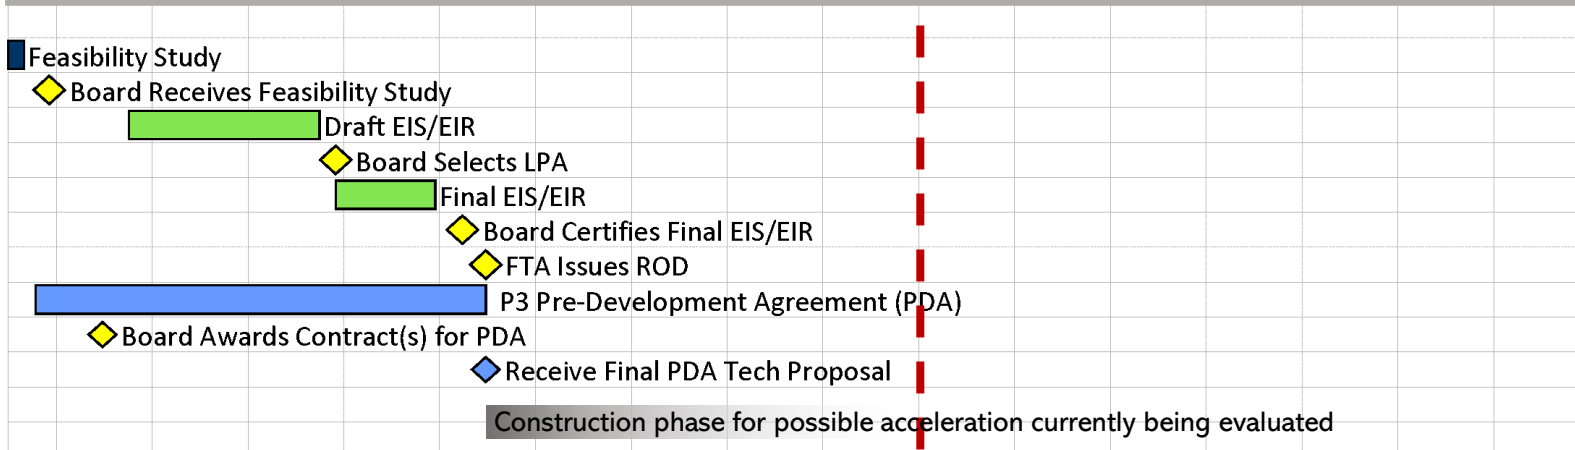 Feasibility Study
Board Receives Feasibility Study
Draft EIS/EIR
Board Selects LPA
Final EIS/EIR
Board Certifies Final EIS/EIR
FTA Issues ROD
P3 Pre-Development Agreement (PDA)
Board Awards Contract(s) for PDA
Receive Final PDA Tech Proposal
Construction phase for possible acceleration currently being evaluated